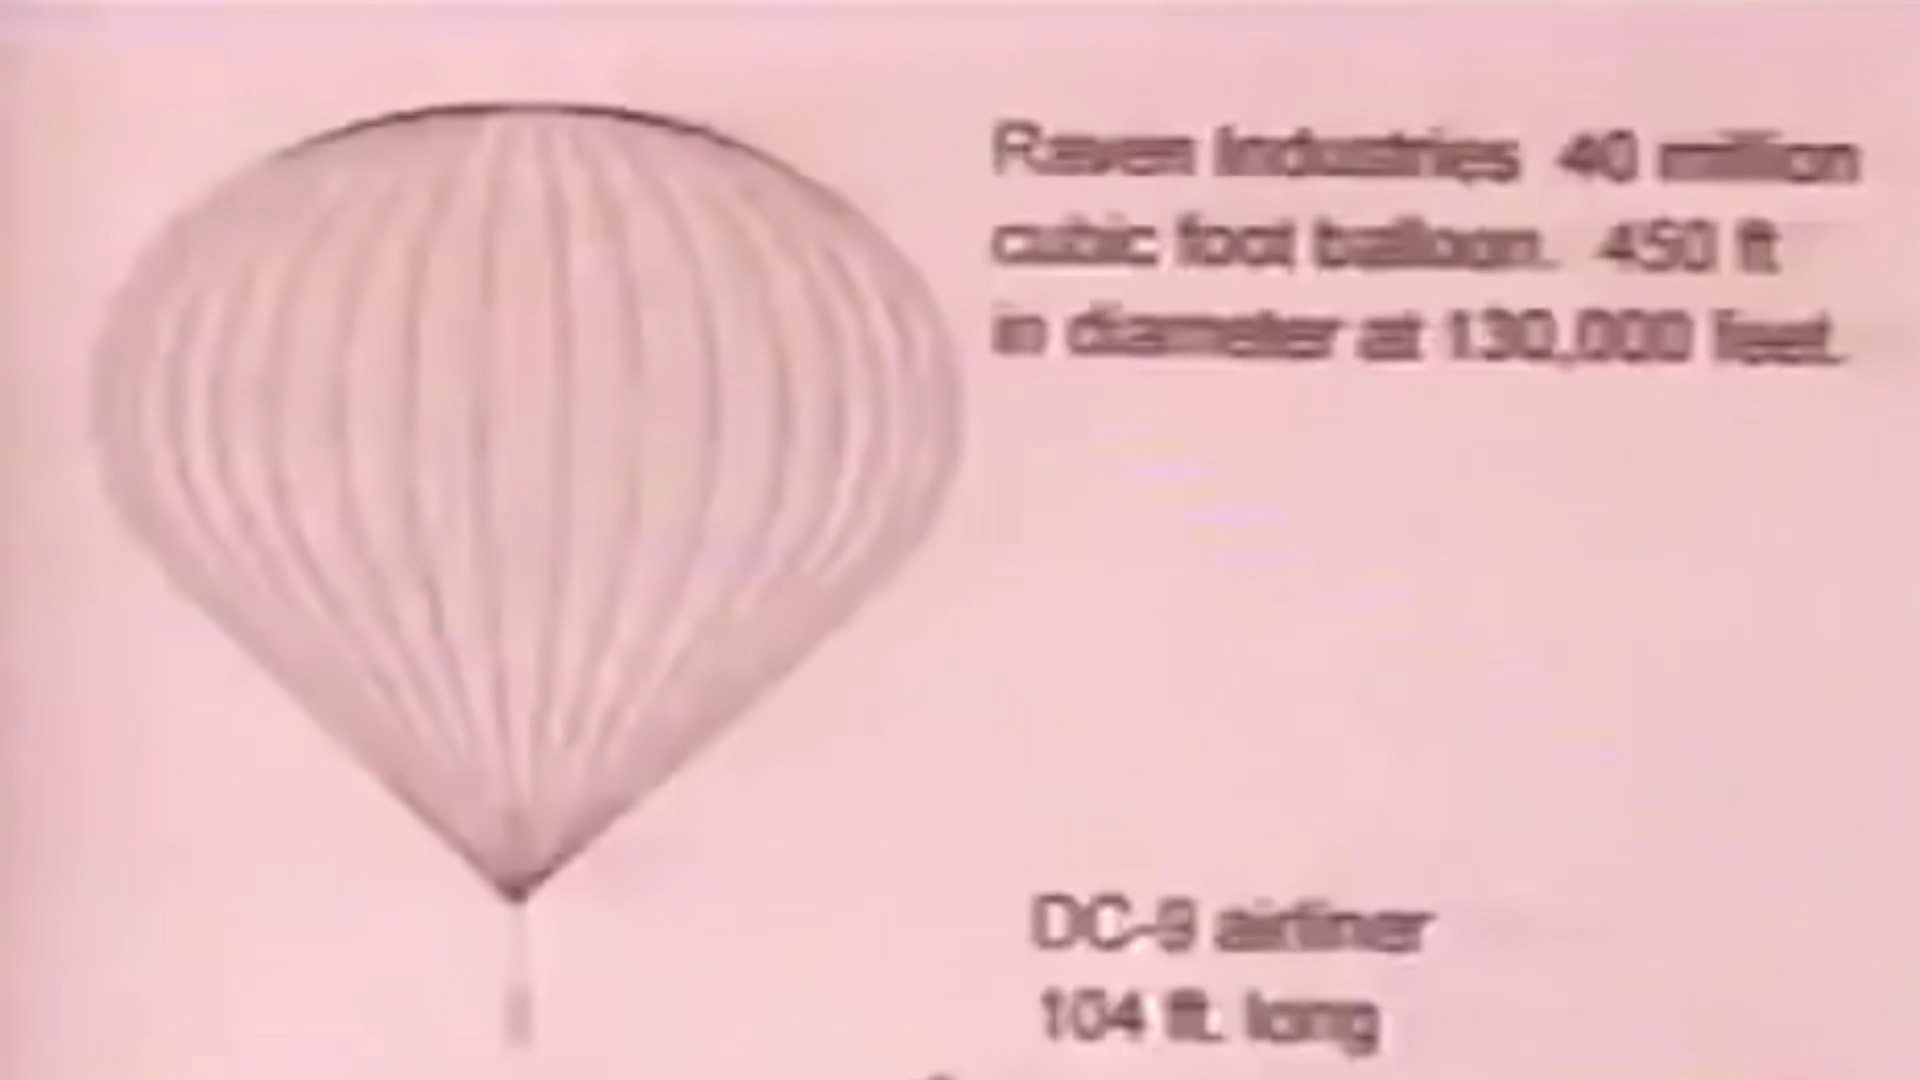 Raven Industries 40 million
cubic foot balloon. 450 ft
in diameter at 130,000 feet.
DC-9 airliner
104 ft. long